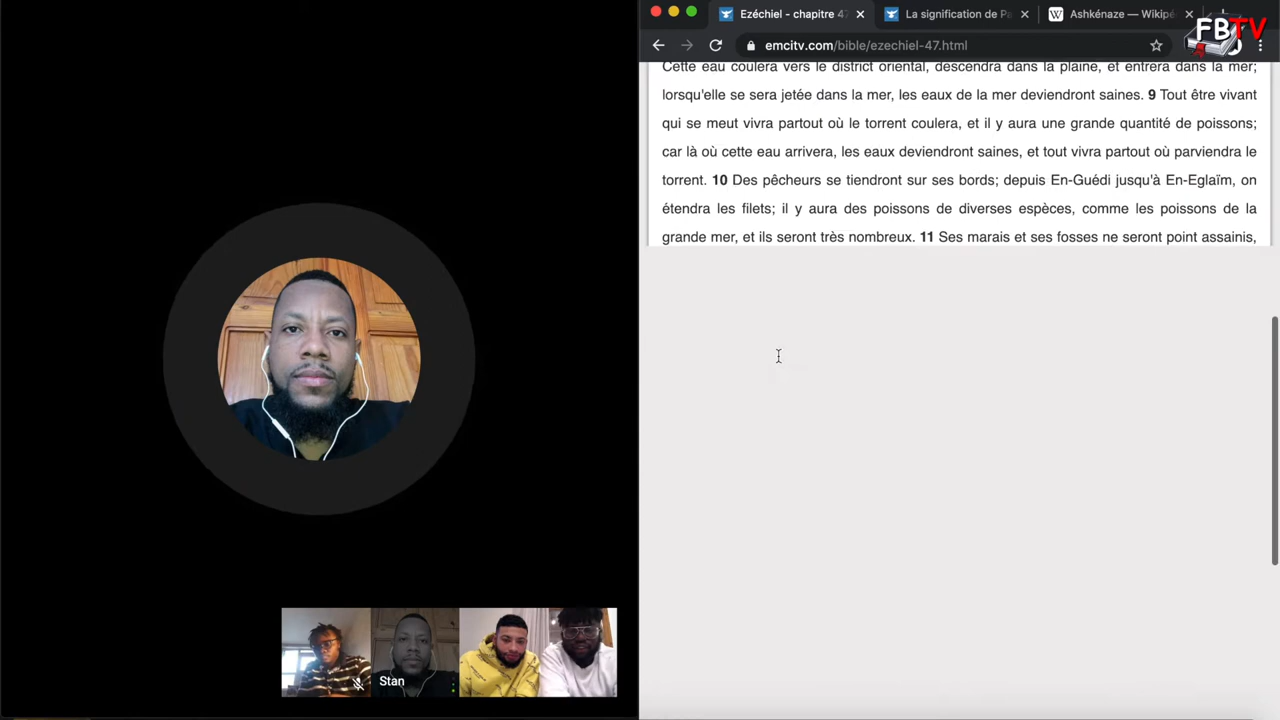 Ezéchiel - chapitre 47
La signification de Pa
Ashkénaze — Wikipé
FBTV
emcitv.com/bible/ezechiel-47.html
Cette eau coulera vers le district oriental, descendra dans la plaine, et entrera dans la mer;
lorsqu'elle se sera jetée dans la mer, les eaux de la mer deviendront saines. 9 Tout être vivant
qui se meut vivra partout où le torrent coulera, et il y aura une grande quantité de poissons;
car là où cette eau arrivera, les eaux deviendront saines, et tout vivra partout où parviendra le
torrent. 10 Des pêcheurs se tiendront sur ses bords; depuis En-Guédi jusqu'à En-Eglaïm, on
étendra les filets; il y aura des poissons de diverses espèces, comme les poissons de la
grande mer, et ils seront très nombreux. 11 Ses marais et ses fosses ne seront point assainis,
Stan